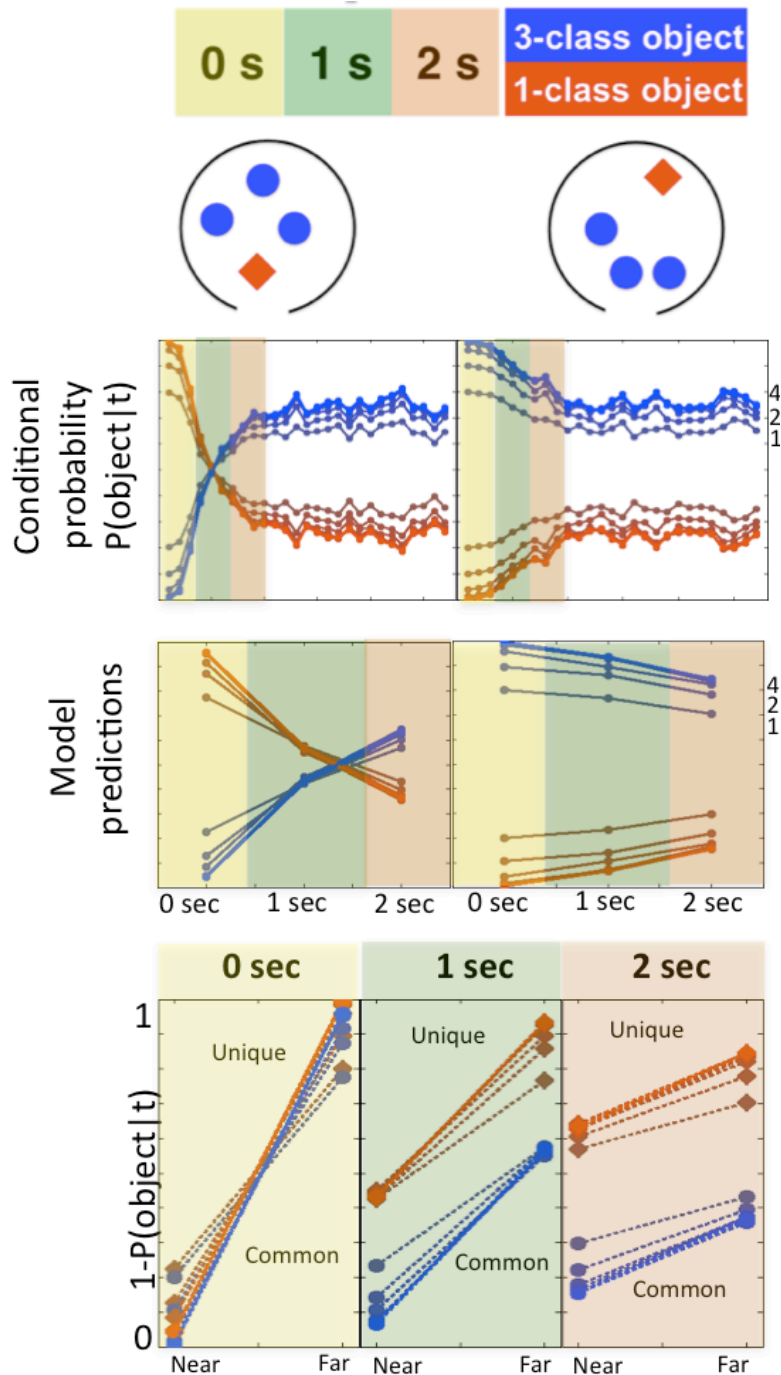 0 s 1 s 2 s
3-class object
1-class object
Conditional
probability
P(object|t)
4
2
1
Model
predictions
4
2
1
0 sec 1 sec 2 sec 0 sec 1 sec 2 sec
0 sec 1 sec 2 sec
1-P(object|t)
1
0
Unique
Common
Unique
Common
Unique
Common
Near Far Near Far Near Far